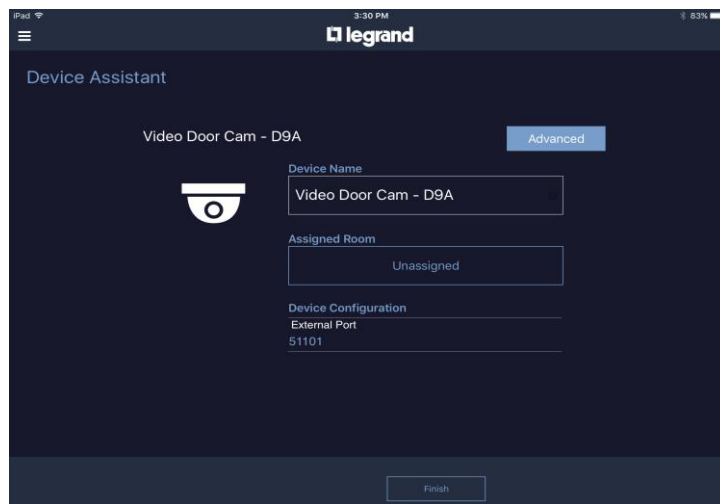 iPad 3:30 PM 83%
legrand
Device Assistant
Video Door Cam - D9A Advanced
Device Name
Video Door Cam - D9A
Assigned Room
Unassigned
Device Configuration
External Port
51101
Finish